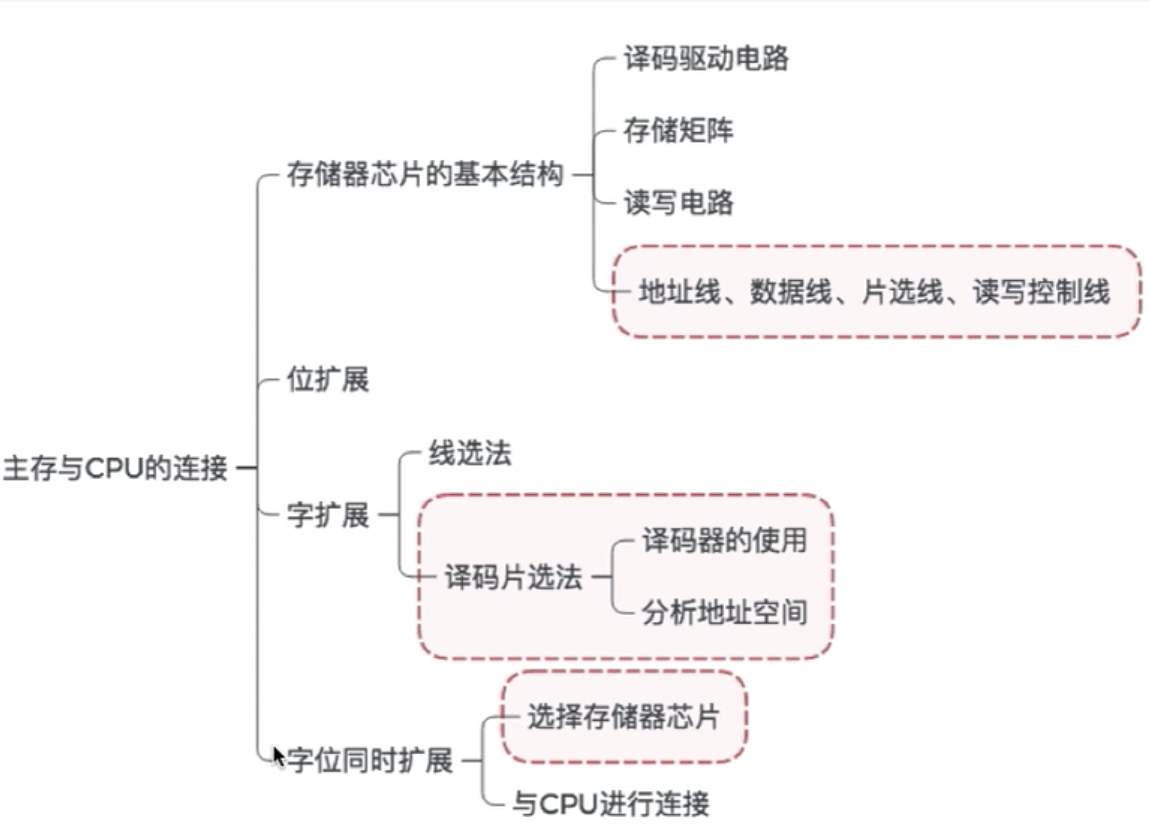 译码驱动电路
存储矩阵
存储器芯片的基本结构
读写电路
地址线、数据线、片选线、读写控制线
位扩展
主存与CPU的连接
线选法
字扩展
译码器的使用
译码片选法
分析地址空间
选择存储器芯片
字位同时扩展
与CPU进行连接